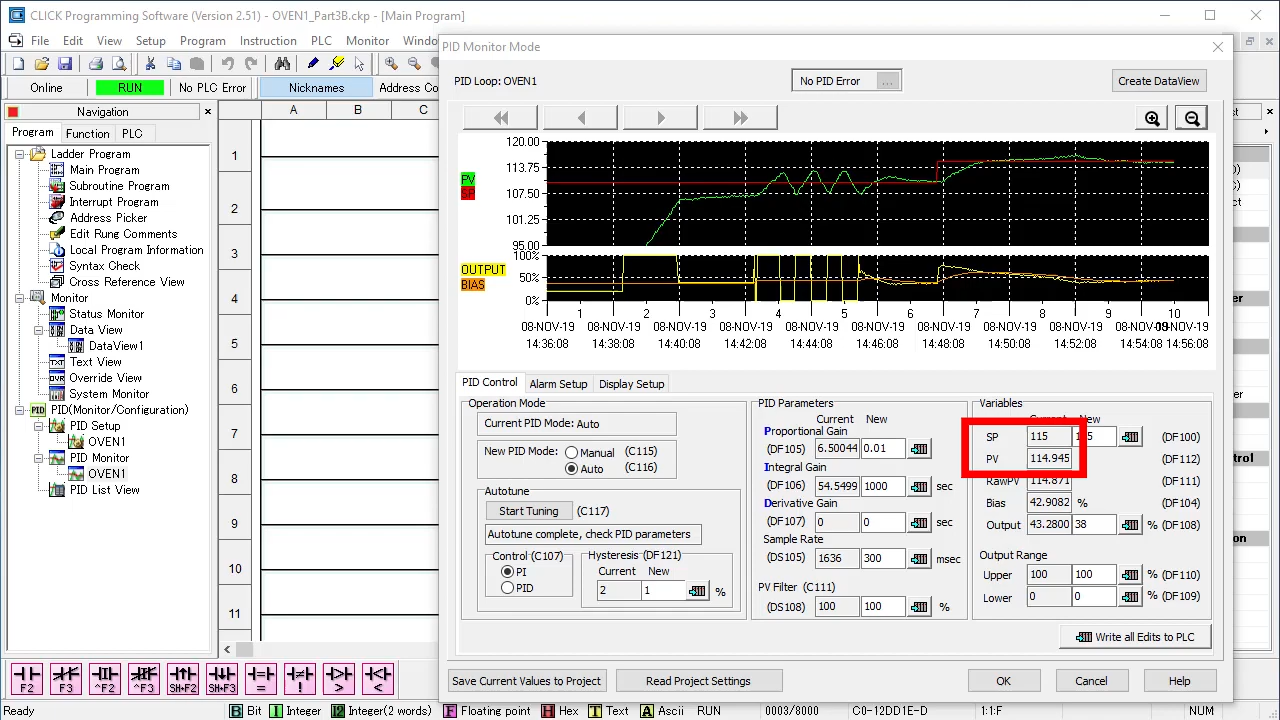 CLICK Programming Software (Version 2.51) - OVEN1_Part3B.ckp - [Main Program]
File Edit View Setup Program Instruction PLC Monitor
PID Monitor Mode
Online RUN No PLC Error Nicknames
PID Loop: OVEN1 ... Create DataView
Navigation
Program Function PLC
Ladder Program
Main Program
Subroutine Program
Interrupt Program
Address Picker
Edit Rung Comments
Local Program Information
Syntax Check
Cross Reference View
Monitor
Status Monitor
Data View
DataView1
Text View
Override View
System Monitor
PID(Monitor/Configuration)
PID Setup
OVEN1
PID Monitor
OVEN1
PID List View
A B C
1
2
3
4
5
6
7
8
9
10
11
120.00
113.75
107.50
101.25
95.00
PV
SP
100%
50%
0%
OUTPUT
BIAS
1 2 3 4 5 6 7 8 9 10
08-NOV-19 08-NOV-19 08-NOV-19 08-NOV-19 08-NOV-19 08-NOV-19 08-NOV-19 08-NOV-19 08-NOV-19
14:36:08 14:38:08 14:40:08 14:42:08 14:44:08 14:46:08 14:48:08 14:50:08 14:52:08 14:54:08 14:56:08
PID Control Alarm Setup Display Setup
Operation Mode
Current PID Mode: Auto
New PID Mode: Manual (C115)
Auto (C116)
Autotune
Start Tuning (C117)
Autotune complete, check PID parameters
Control (C107)
PI
PID
Hysteresis (DF121)
Current New
2 1 %
PID Parameters
Current New
Proportional Gain
(DF105) 6.50044 0.01
Integral Gain
(DF106) 54.5499 1000 sec
Derivative Gain
(DF107) 0 0 sec
Sample Rate
(DS105) 1636 300 msec
PV Filter (C111)
(DS108) 100 100 %
Variables
New
SP 115 (DF100)
PV 114.945 (DF112)
RawPV 114.871 (DF111)
Bias 42.9082 % (DF104)
Output 43.2800 38 % (DF108)
Output Range
Upper 100 100 % (DF110)
Lower 0 0 % (DF109)
Write all Edits to PLC
Save Current Values to Project Read Project Settings OK Cancel Help
F2 F3 ^F2 ^F3 SH+F2 SH+F3 = ! > <
Ready Bit Integer Integer(2 words) Floating point Hex Text Ascii RUN 0003/8000 C0-12DD1E-D 1:1:F NUM